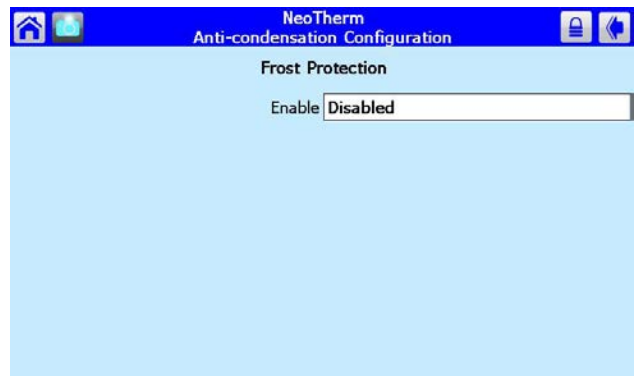 NeoTherm
Anti-condensation Configuration
Frost Protection
Enable Disabled